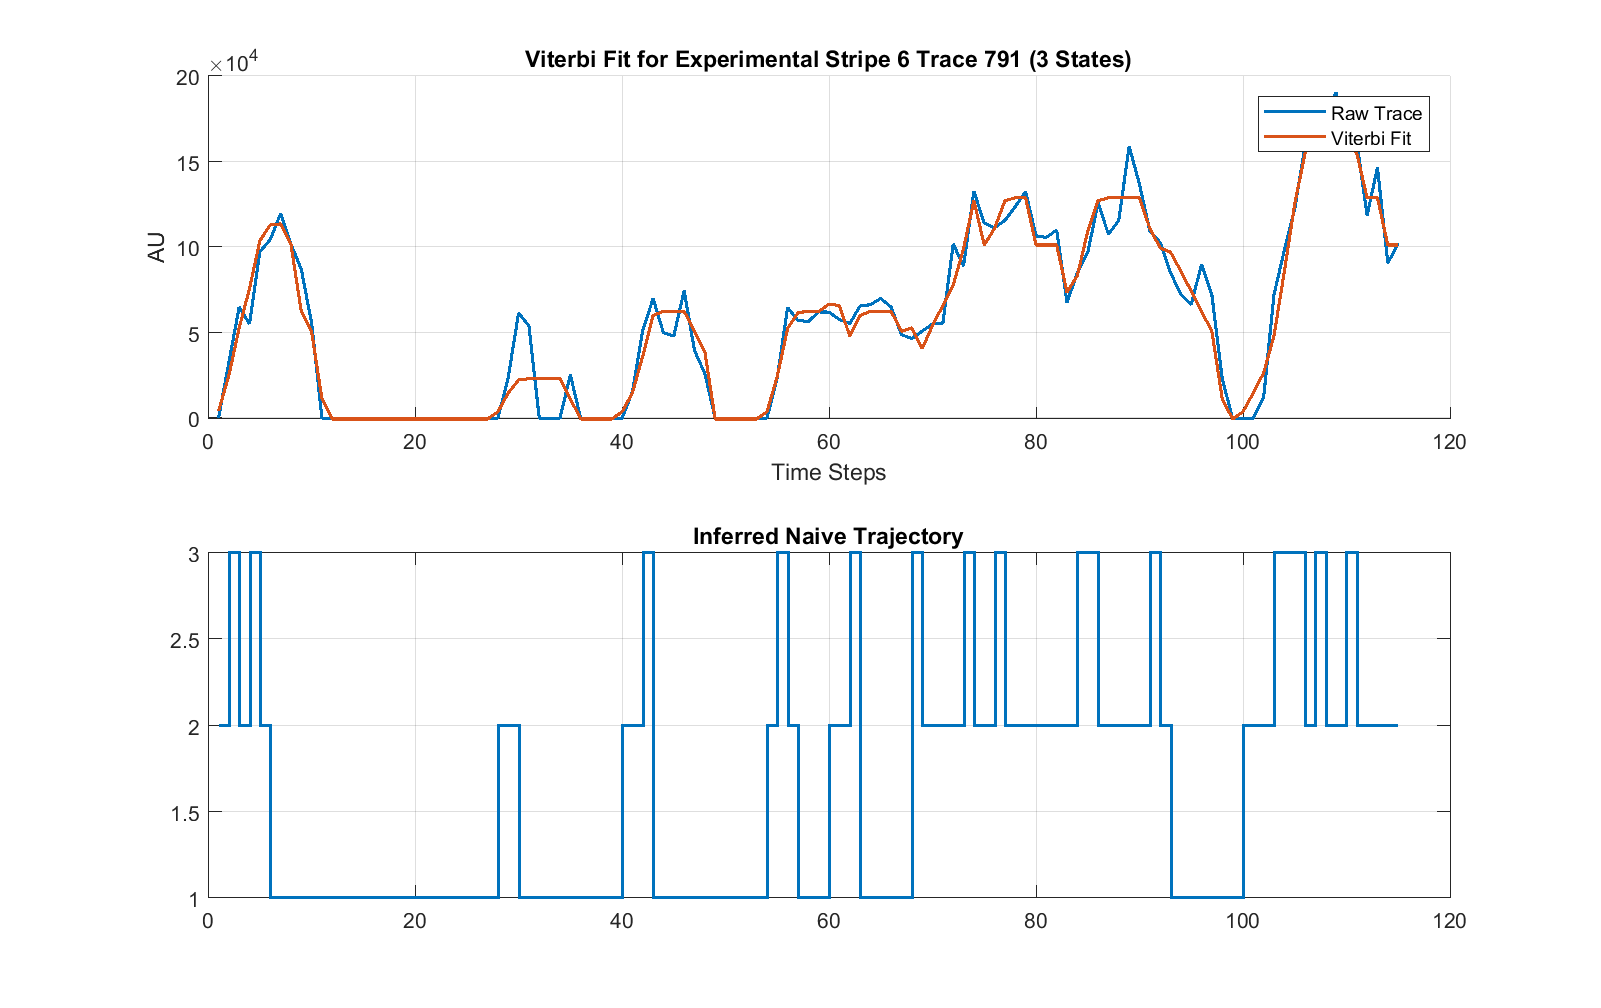 Viterbi Fit for Experimental Stripe 6 Trace 791 (3 States)
×10⁴
20
15
10
5
0
AU
Raw Trace
Viterbi Fit
0 20 40 60 80 100 120
Time Steps
Inferred Naive Trajectory
3
2.5
2
1.5
1
0 20 40 60 80 100 120